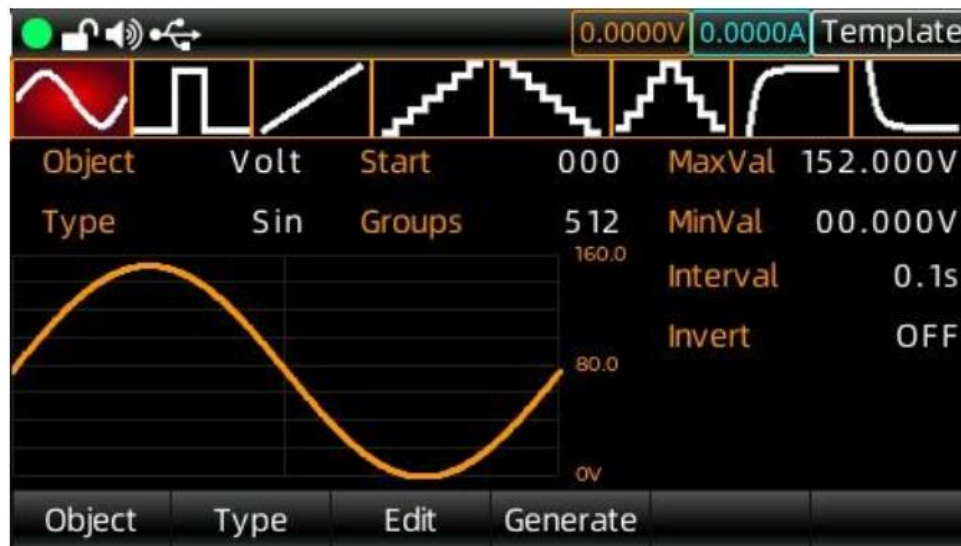 0.0000V 0.0000A Template
Object Volt Start 000 MaxVal 152.000V
Type Sin Groups 512 MinVal 00.000V
160.0
Interval 0.1s
Invert OFF
80.0
0V
Object Type Edit Generate